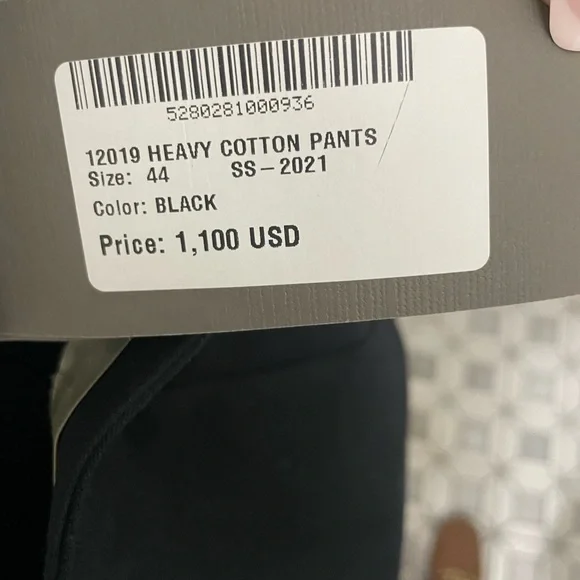 5280281000936
12019 HEAVY COTTON PANTS
Size: 44 SS-2021
Color: BLACK
Price: 1,100 USD